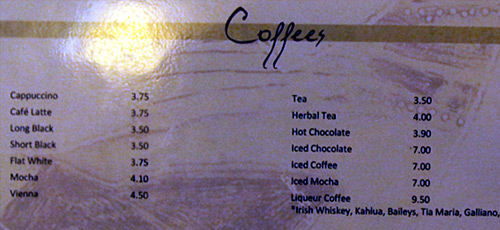 Coffees
Cappuccino 3.75
Café Latte 3.75
Long Black 3.50
Short Black 3.50
Flat White 3.75
Mocha 4.10
Vienna 4.50
Tea 3.50
Herbal Tea 4.00
Hot Chocolate 3.90
Iced Chocolate 7.00
Iced Coffee 7.00
Iced Mocha 7.00
Liqueur Coffee 9.50
*Irish Whiskey, Kahlua, Baileys, Tia Maria, Galliano,